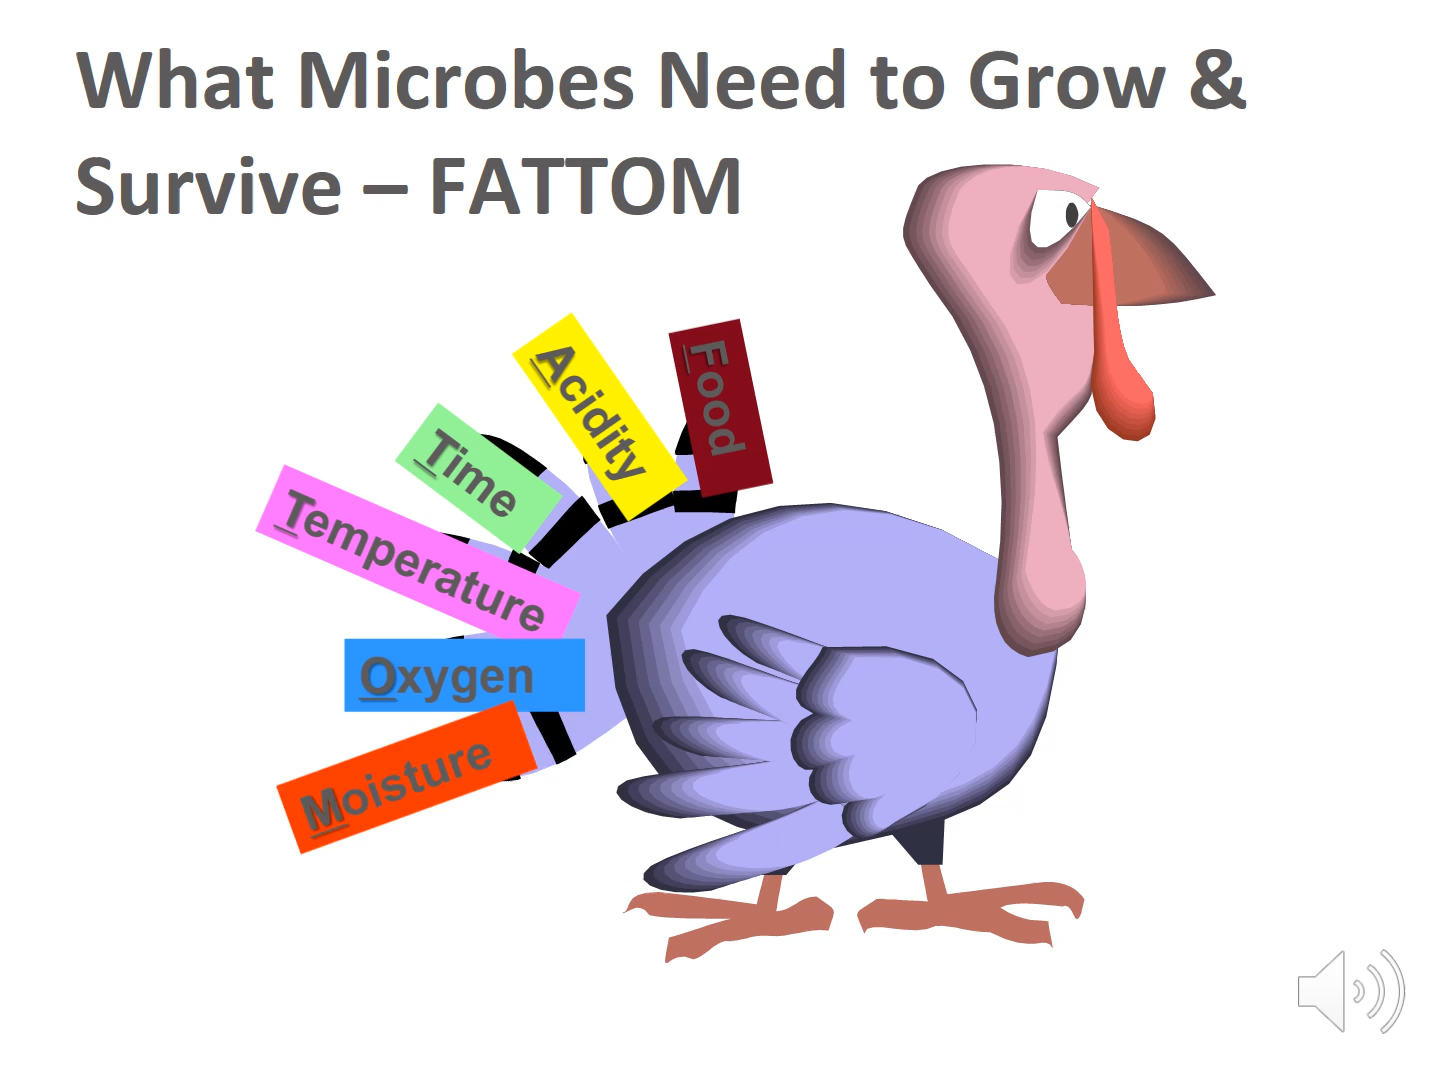 What Microbes Need to Grow &
Survive – FATTOM
Food
Acidity
Time
Temperature
Oxygen
Moisture